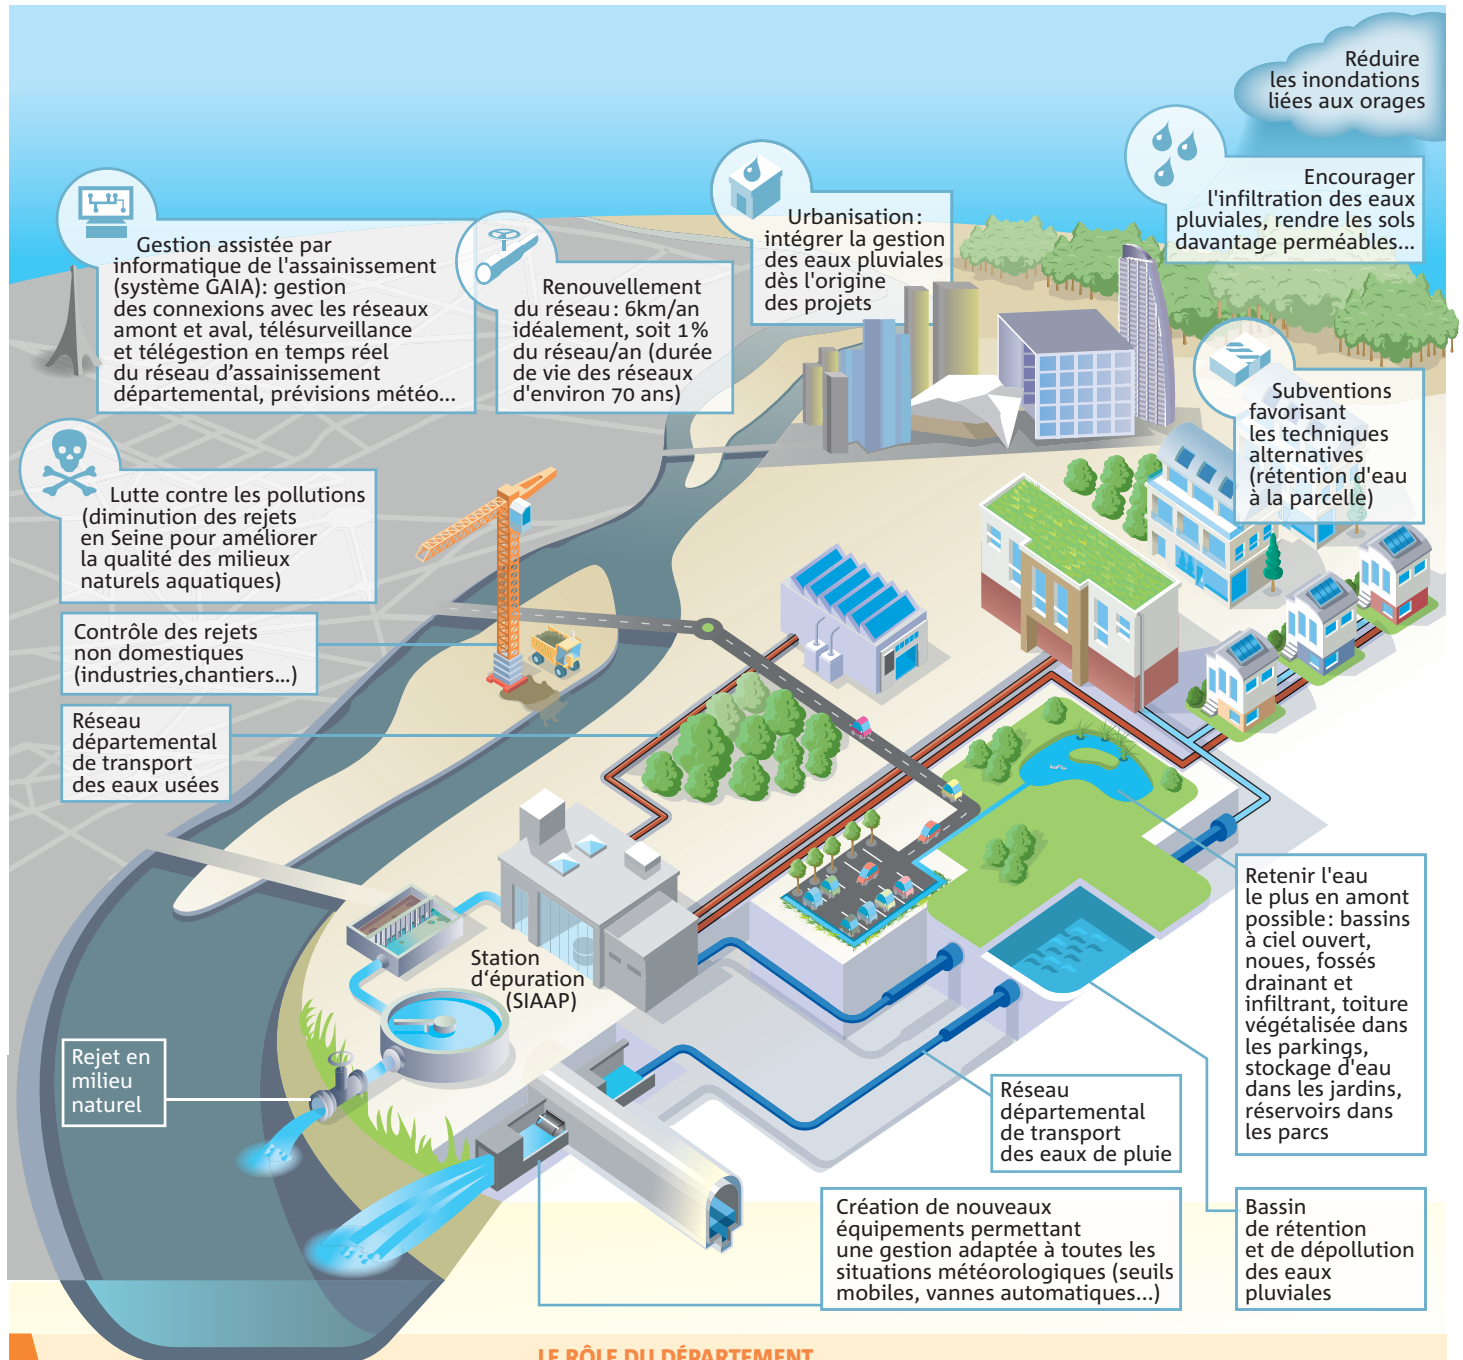 Réduire
les inondations
liées aux orages
Encourager
l'infiltration des eaux
pluviales, rendre les sols
davantage perméables...
Urbanisation :
intégrer la gestion
des eaux pluviales
dès l'origine
des projets
Gestion assistée par
informatique de l'assainissement
(système GAIA): gestion
des connexions avec les réseaux
amont et aval, télésurveillance
et télégestion en temps réel
du réseau d'assainissement
départemental, prévisions météo...
Renouvellement
du réseau : 6km/an
idéalement, soit 1 %
du réseau/an (durée
de vie des réseaux
d'environ 70 ans)
Subventions
favorisant
les techniques
alternatives
(rétention d'eau
à la parcelle)
Lutte contre les pollutions
(diminution des rejets
en Seine pour améliorer
la qualité des milieux
naturels aquatiques)
Contrôle des rejets
non domestiques
(industries,chantiers...)
Réseau
départemental
de transport
des eaux usées
Station
d'épuration
(SIAAP)
Rejet en
milieu
naturel
Retenir l'eau
le plus en amont
possible : bassins
à ciel ouvert,
noues, fossés
drainant et
infiltrant, toiture
végétalisée dans
les parkings,
stockage d'eau
dans les jardins,
réservoirs dans
les parcs
Réseau
départemental
de transport
des eaux de pluie
Création de nouveaux
équipements permettant
une gestion adaptée à toutes les
situations météorologiques (seuils
mobiles, vannes automatiques...)
Bassin
de rétention
et de dépollution
des eaux
pluviales
LE RÔLE DU DÉPARTEMENT